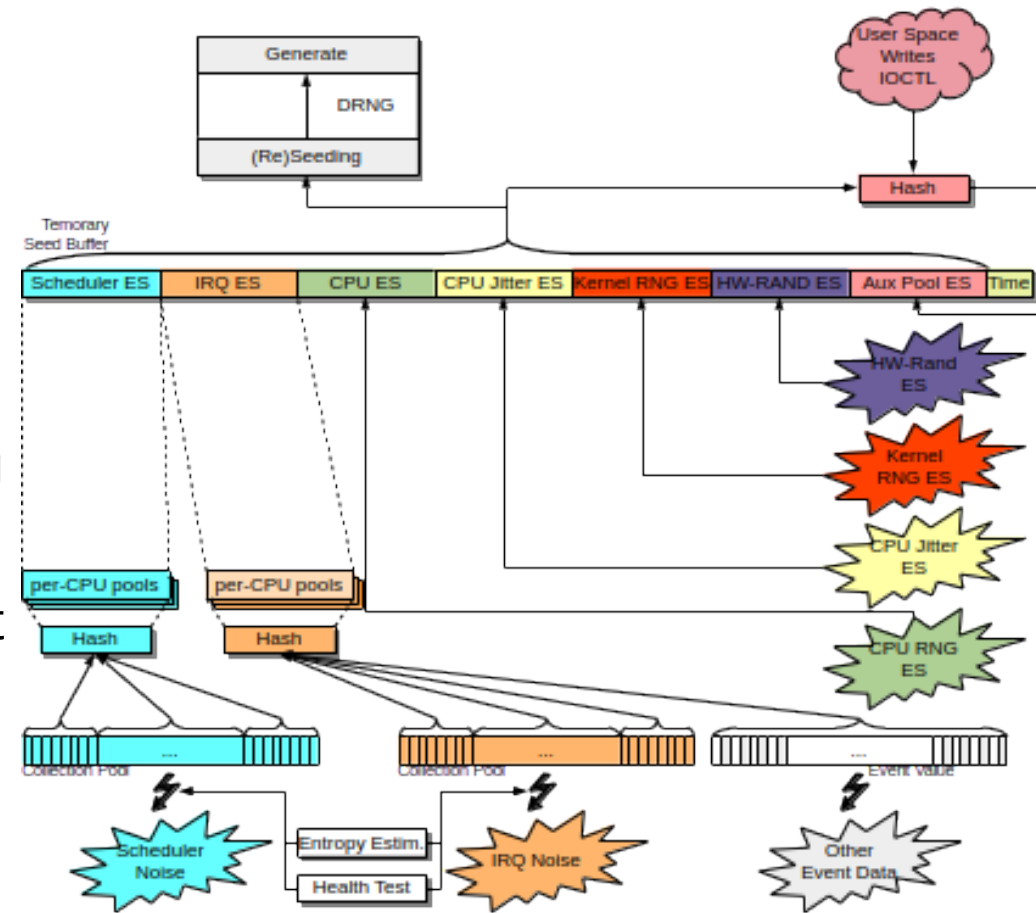 Generate
DRNG
(Re)Seeding
User Space
Writes
IOCTL
Hash
Temorary
Seed Buffer
Scheduler ES
IRQ ES
CPU ES
CPU Jitter ES
Kernel RNG ES
HW-RAND ES
Aux Pool ES
Time
HW-Rand
ES
Kernel
RNG ES
CPU Jitter
ES
CPU RNG
ES
per-CPU pools
per-CPU pools
Hash
Hash
...
...
...
Collection Pool
Collection Pool
Event Value
Scheduler
Noise
Entropy Estim.
Health Test
IRQ Noise
Other
Event Data